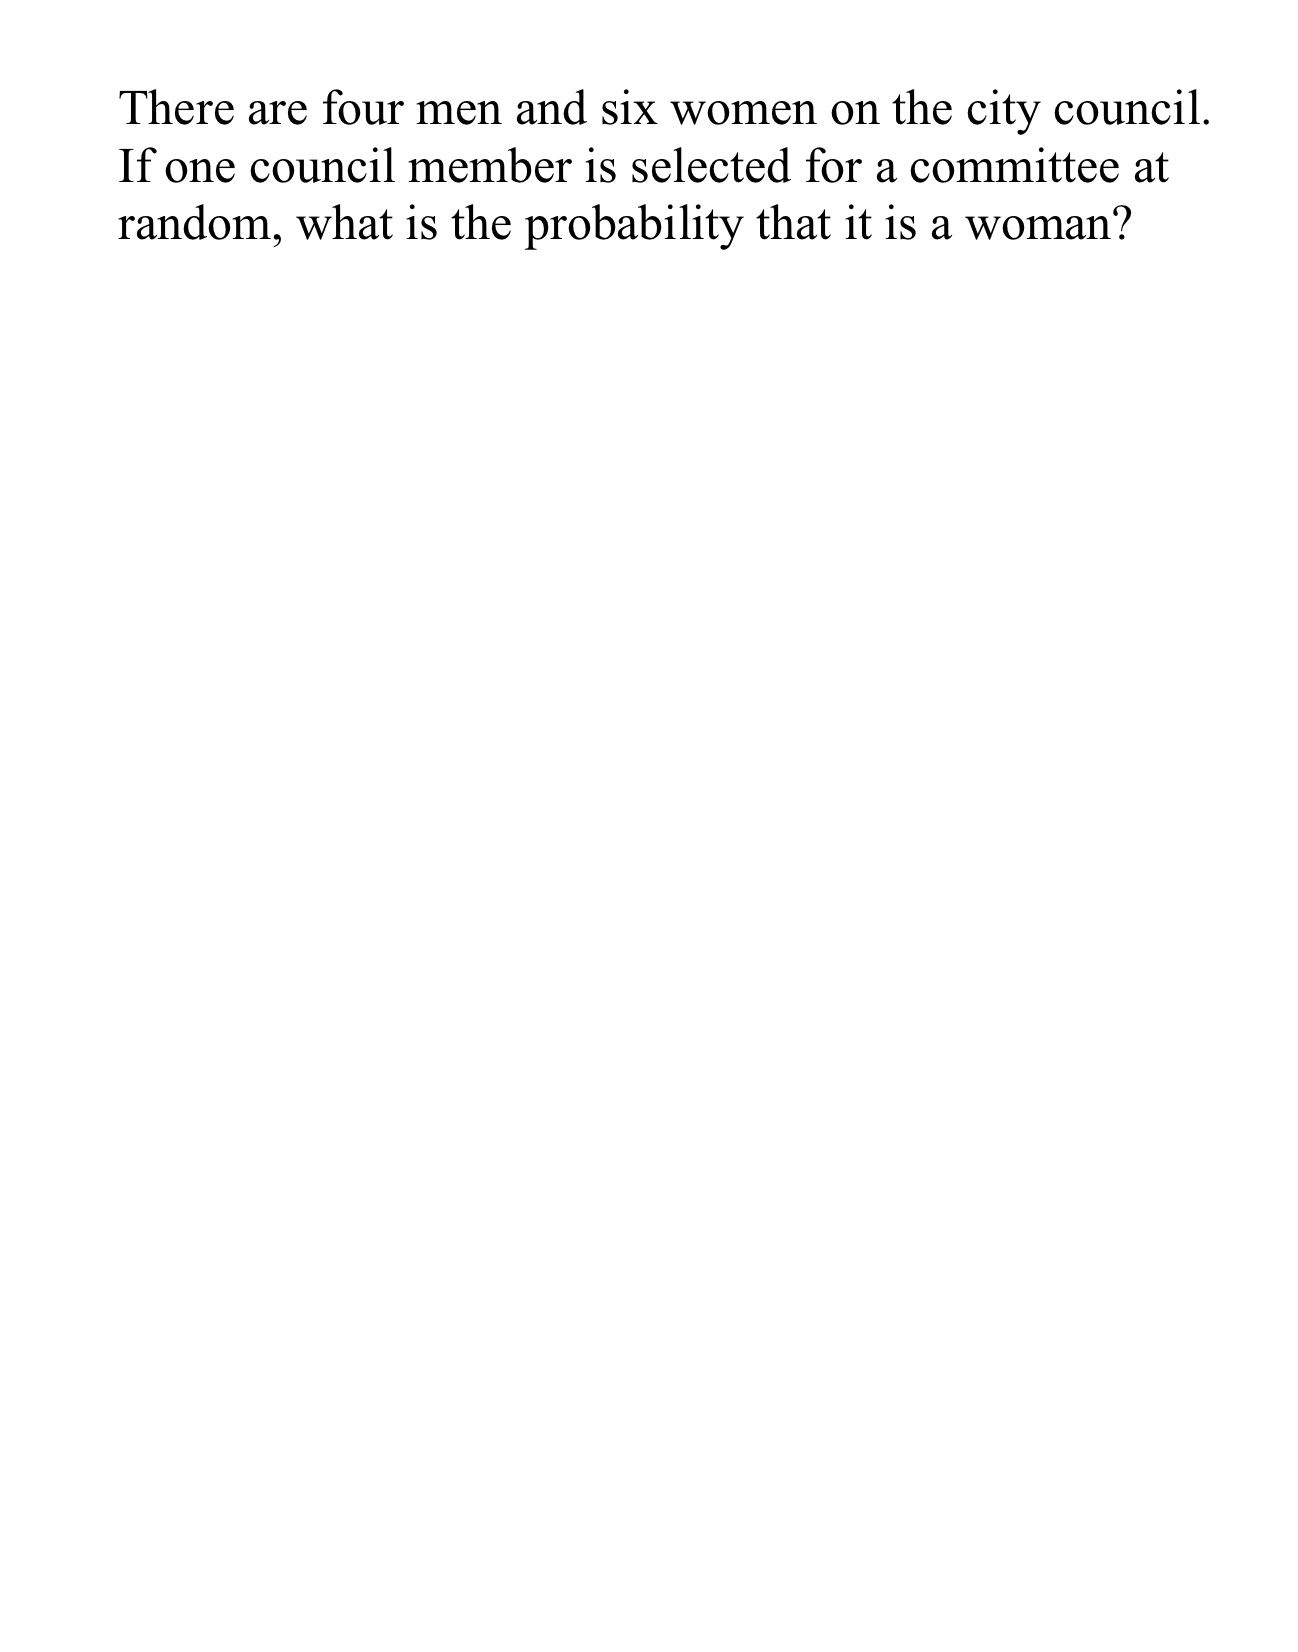 There are four men and six women on the city council.
If one council member is selected for a committee at
random, what is the probability that it is a woman?